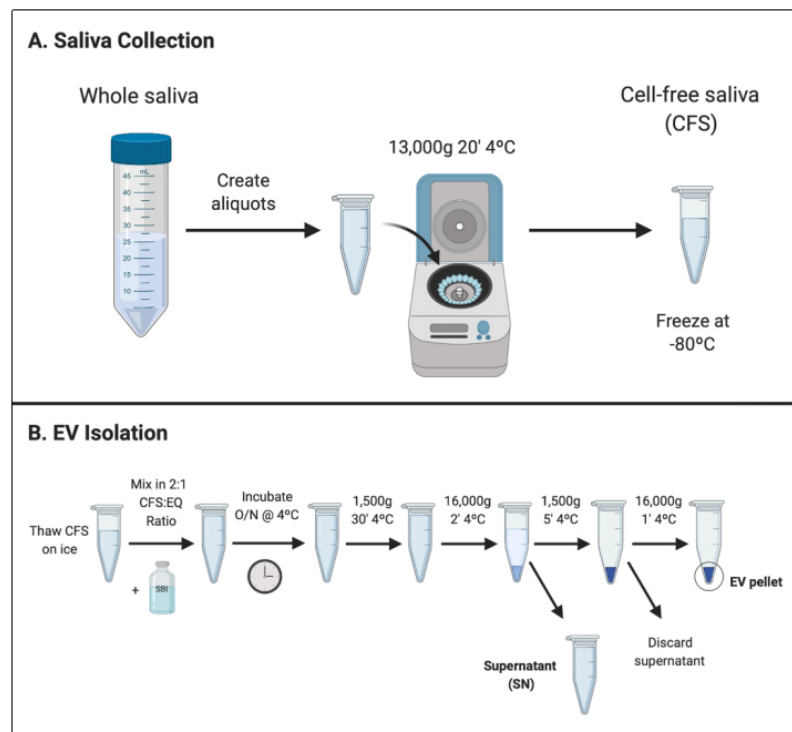 A. Saliva Collection
Whole saliva
mL
45
40
35
30
25
20
15
10
Create
aliquots
13,000g 20' 4ºC
Cell-free saliva
(CFS)
Freeze at
-80ºC
B. EV Isolation
Thaw CFS
on ice
Mix in 2:1
CFS:EQ
Ratio
+
SBI
Incubate
O/N @ 4ºC
1,500g
30' 4ºC
16,000g
2' 4ºC
1,500g
5' 4ºC
16,000g
1' 4ºC
EV pellet
Supernatant
(SN)
Discard
supernatant